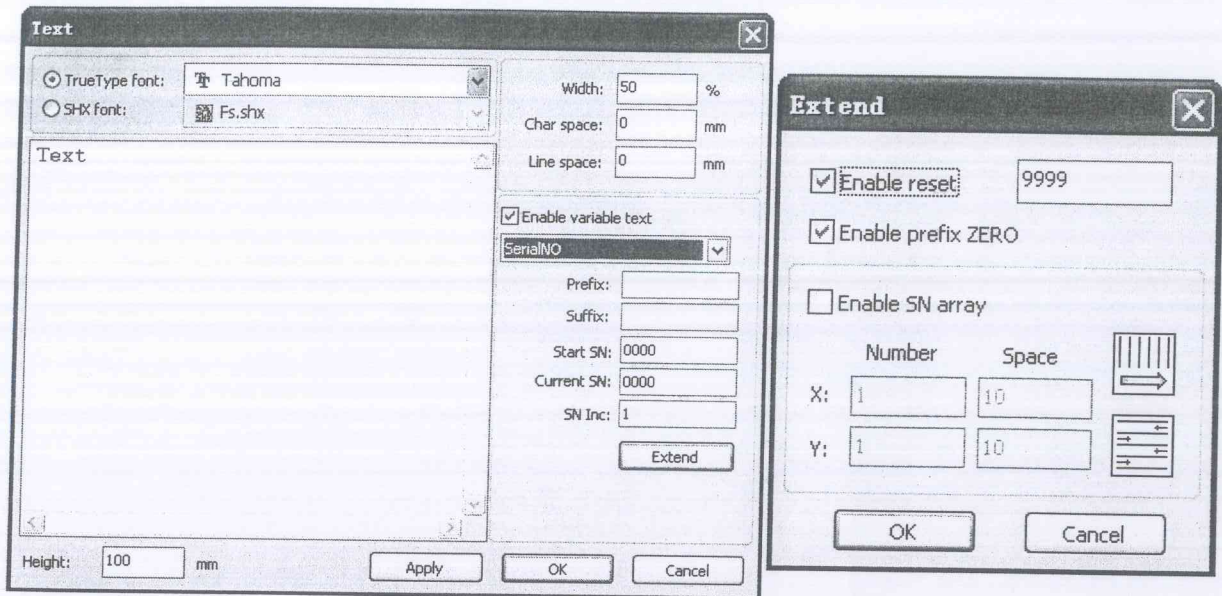 Text
TrueType font: Tahoma
SHX font: Fs.shx
Text
Height: 100 mm
Apply
Width: 50 %
Char space: 0 mm
Line space: 0 mm
Enable variable text
SerialNO
Prefix:
Suffix:
Start SN: 0000
Current SN: 0000
SN Inc: 1
Extend
OK
Cancel
Extend
Enable reset 9999
Enable prefix ZERO
Enable SN array
Number Space
X: 1 10
Y: 1 10
OK Cancel